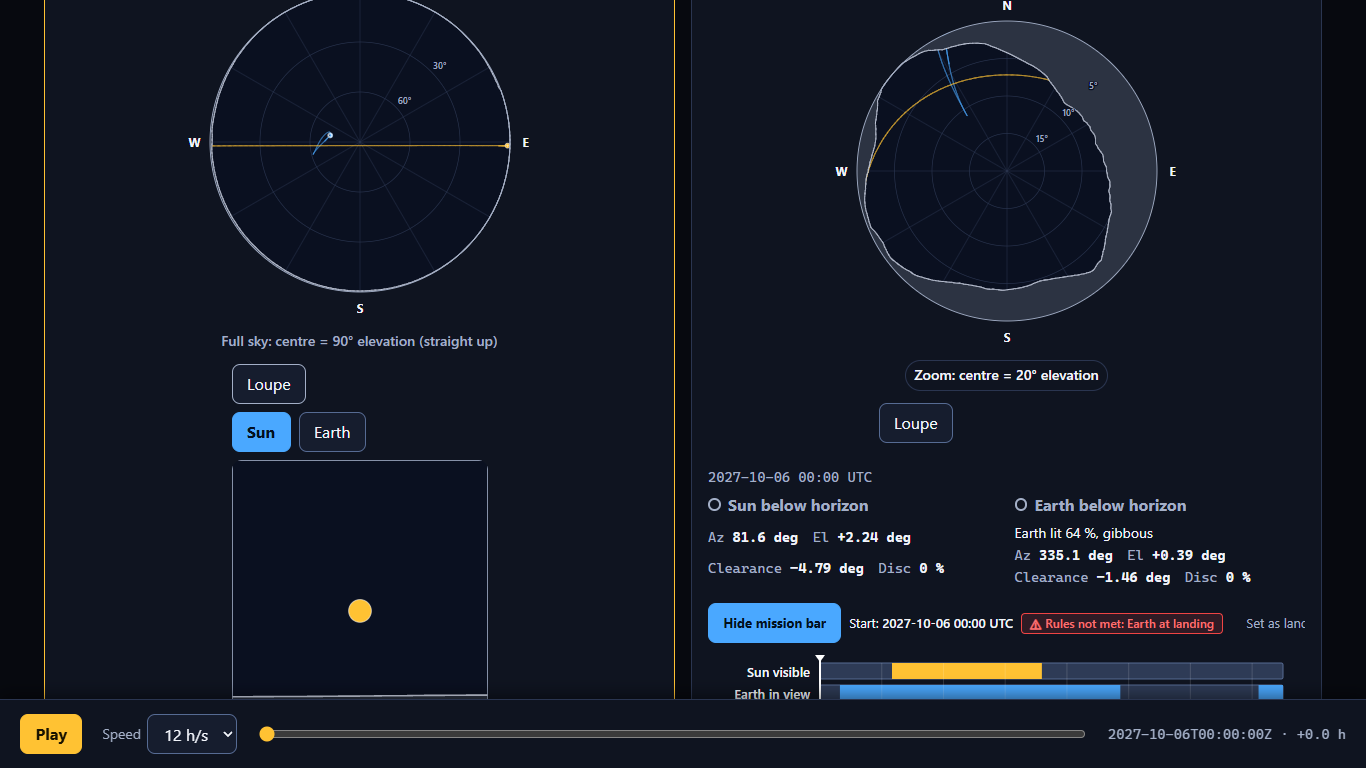 30°
60°
W
E
S
Full sky: centre = 90° elevation (straight up)
Loupe
Sun
Earth
N
5°
10°
15°
W
E
S
Zoom: centre = 20° elevation
Loupe
2027-10-06 00:00 UTC
Sun below horizon
Az 81.6 deg El +2.24 deg
Clearance −4.79 deg Disc 0 %
Earth below horizon
Earth lit 64 %, gibbous
Az 335.1 deg El +0.39 deg
Clearance −1.46 deg Disc 0 %
Hide mission bar
Start: 2027-10-06 00:00 UTC
Rules not met: Earth at landing
Set as
Sun visible
Earth in view
Play
Speed
12 h/s
2027-10-06T00:00:00Z · +0.0 h